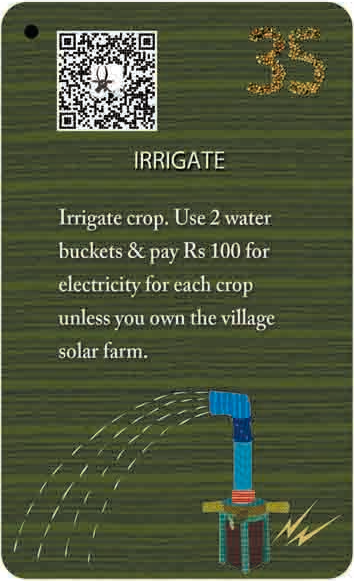 35
IRRIGATE
Irrigate crop. Use 2 water
buckets & pay Rs 100 for
electricity for each crop
unless you own the village
solar farm.